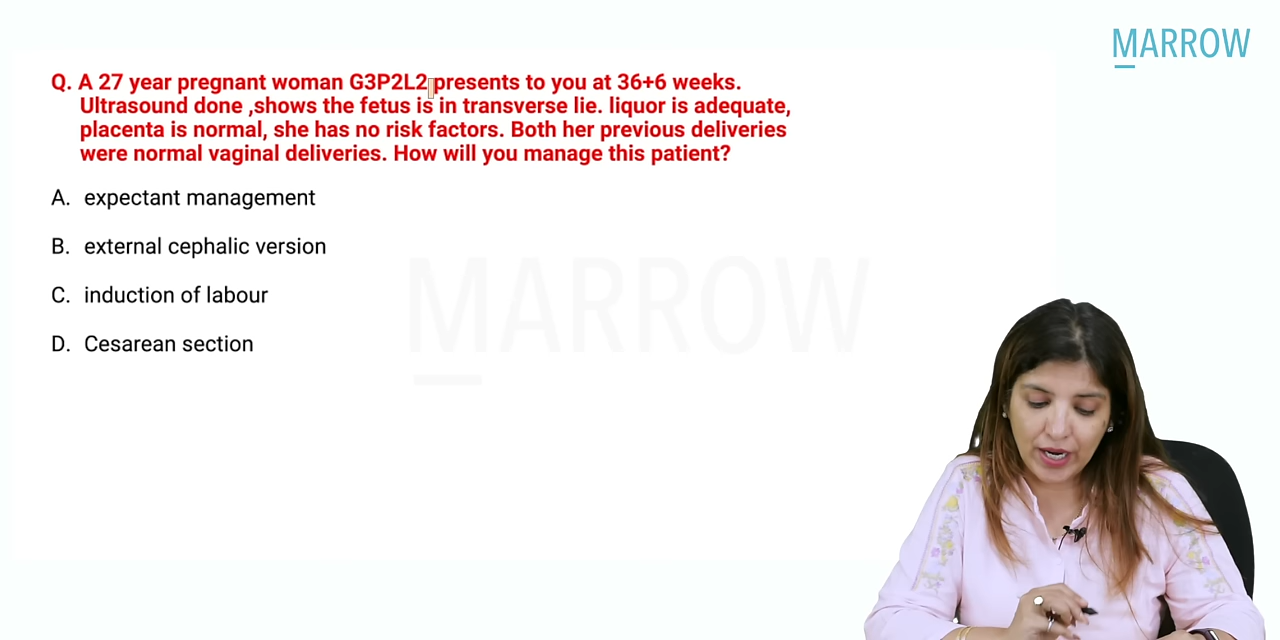 MARROW
Q. A 27 year pregnant woman G3P2L2 presents to you at 36+6 weeks.
Ultrasound done ,shows the fetus is in transverse lie. liquor is adequate,
placenta is normal, she has no risk factors. Both her previous deliveries
were normal vaginal deliveries. How will you manage this patient?
A. expectant management
B. external cephalic version
C. induction of labour
D. Cesarean section
MARROW